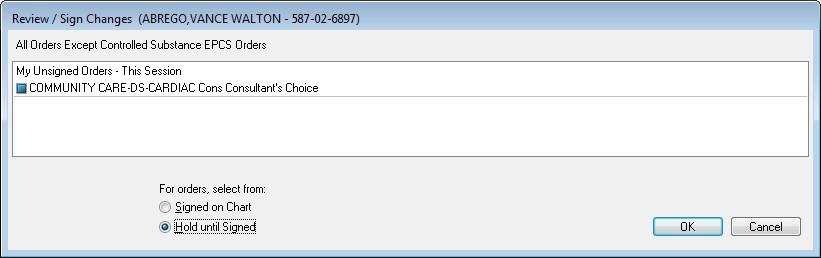 Review / Sign Changes (ABREGO,VANCE WALTON - 587-02-6897)
All Orders Except Controlled Substance EPCS Orders
My Unsigned Orders - This Session
COMMUNITY CARE-DS-CARDIAC Cons Consultant's Choice
For orders, select from:
Signed on Chart
Hold until Signed
OK Cancel